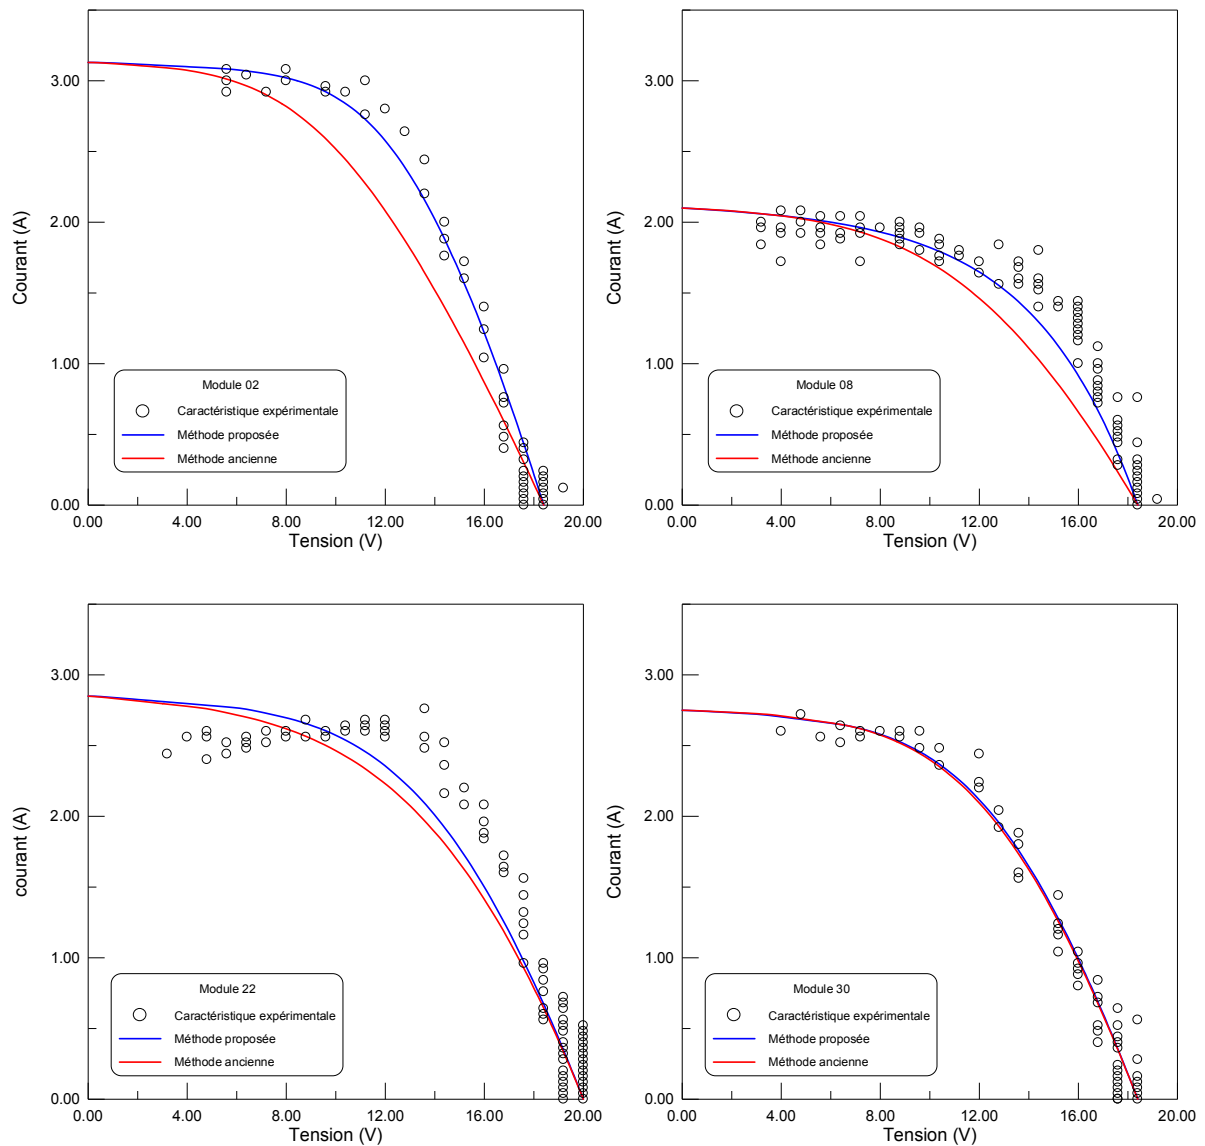 3.00
2.00
1.00
0.00
Courant (A)
Module 02
Caractéristique expérimentale
Méthode proposée
Méthode ancienne
0.00 4.00 8.00 12.00 16.00 20.00
Tension (V)
3.00
2.00
1.00
0.00
Courant (A)
Module 08
Caractéristique expérimentale
Méthode proposée
Méthode ancienne
0.00 4.00 8.00 12.00 16.00 20.00
Tension (V)
3.00
2.00
1.00
0.00
courant (A)
Module 22
Caractéristique expérimentale
Méthode proposée
Méthode ancienne
0.00 4.00 8.00 12.00 16.00 20.00
Tension (V)
3.00
2.00
1.00
0.00
Courant (A)
Module 30
Caractéristique expérimentale
Méthode proposée
Méthode ancienne
0.00 4.00 8.00 12.00 16.00 20.00
Tension (V)